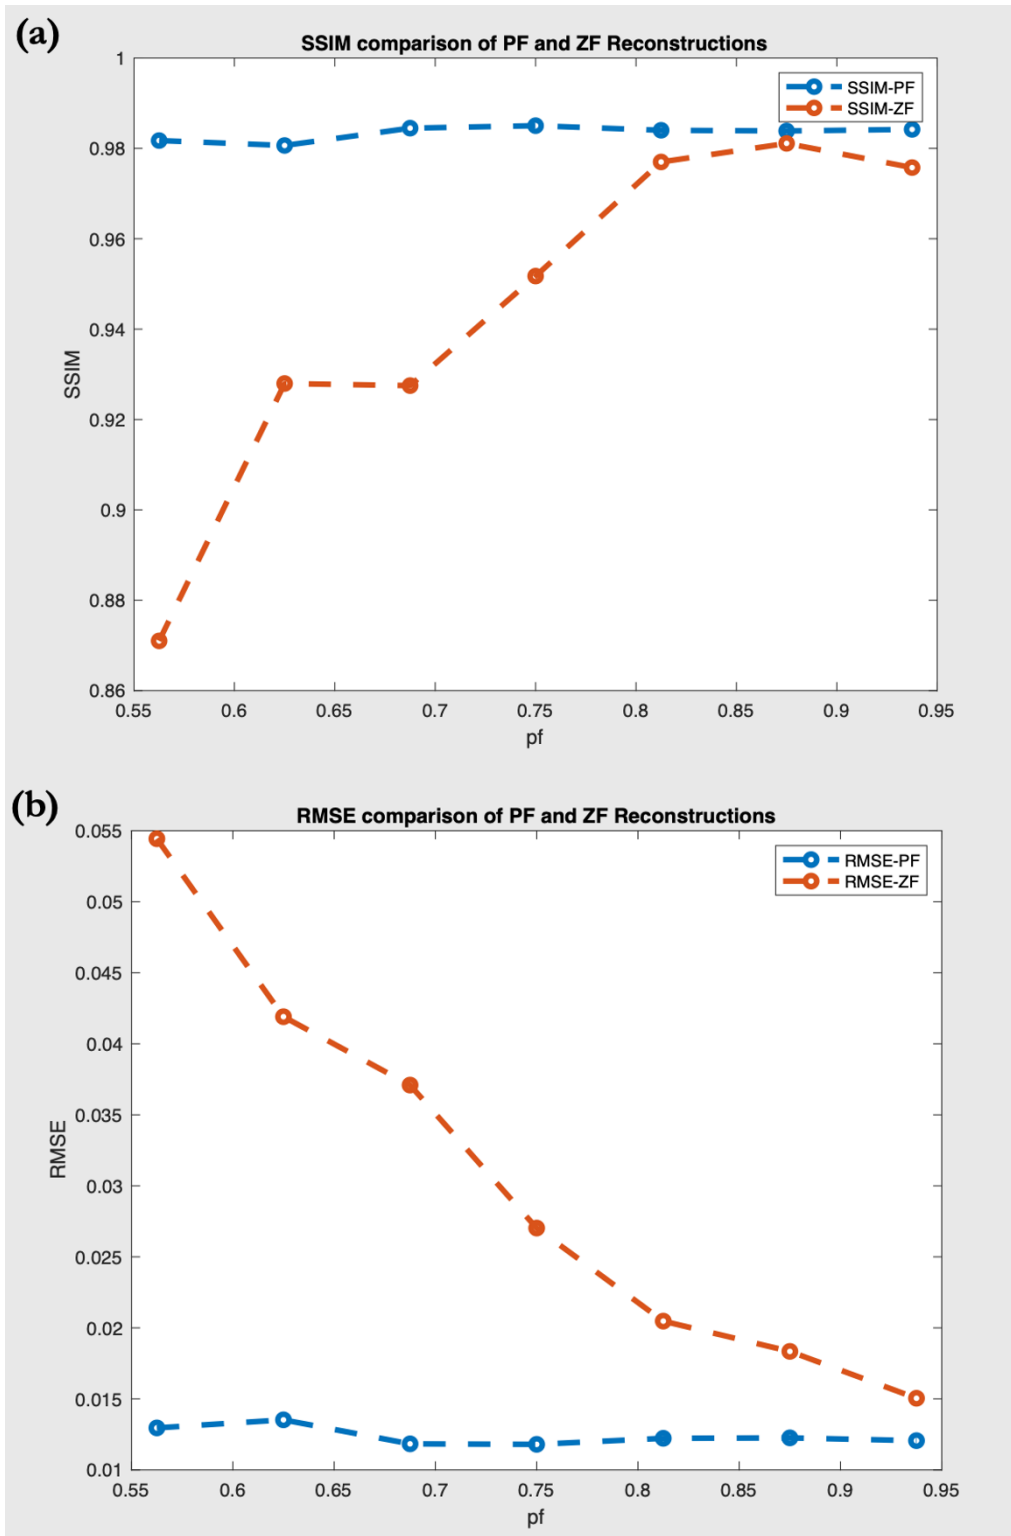 (a)
SSIM comparison of PF and ZF Reconstructions
1
SSIM-PF
SSIM-ZF
0.98
0.96
0.94
SSIM
0.92
0.9
0.88
0.86
0.55 0.6 0.65 0.7 0.75 0.8 0.85 0.9 0.95
pf
(b)
RMSE comparison of PF and ZF Reconstructions
0.055
RMSE-PF
RMSE-ZF
0.05
0.045
0.04
0.035
RMSE
0.03
0.025
0.02
0.015
0.01
0.55 0.6 0.65 0.7 0.75 0.8 0.85 0.9 0.95
pf